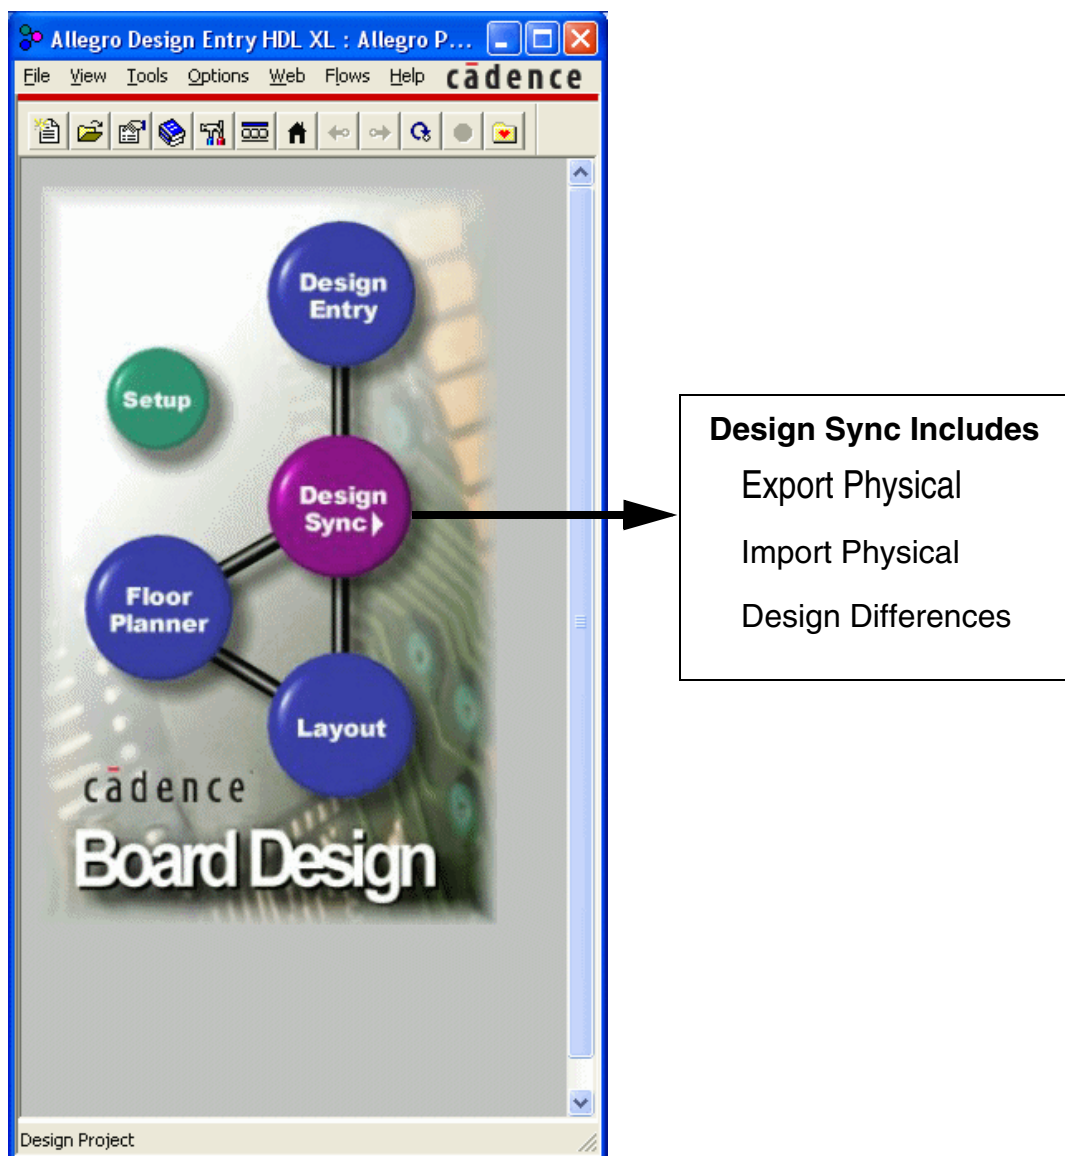 Allegro Design Entry HDL XL : Allegro P...
File View Tools Options Web Flows Help cādence
Design
Entry
Setup
Design
Sync
Design Sync Includes
Export Physical
Import Physical
Design Differences
Floor
Planner
Layout
cādence
Board Design
Design Project